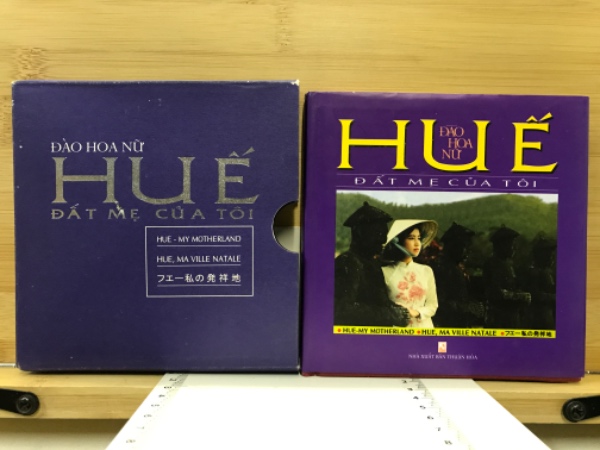 ĐÀO HOA NỮ
HUẾ
ĐẤT MẸ CỦA TÔI
HUE - MY MOTHERLAND
HUE, MA VILLE NATALE
フエー私の発祥地
HUẾ
ĐÀO
HOA
NỮ
ĐẤT MẸ CỦA TÔI
HUE-MY MOTHERLAND HUE, MA VILLE NATALE フエー私の発祥地
NHÀ XUẤT BẢN THUẬN HÓA